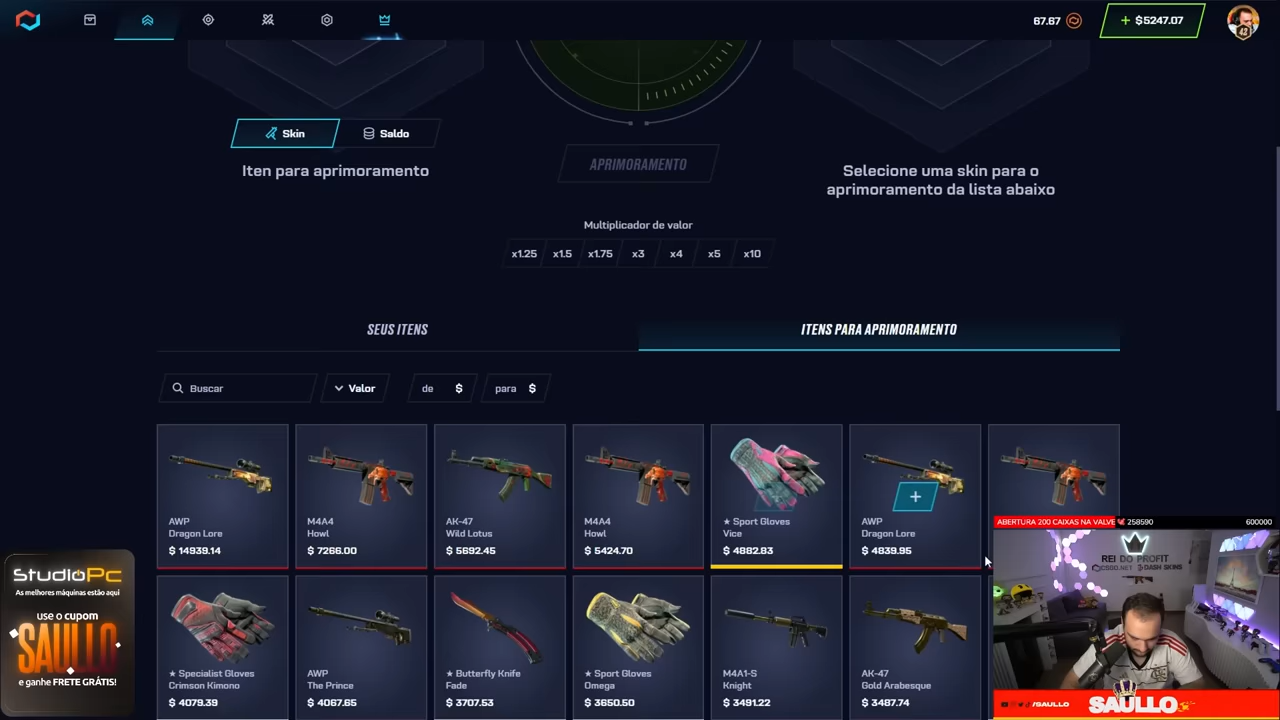 67.67
+ $5247.07
42
Skin
Saldo
Iten para aprimoramento
APRIMORAMENTO
Selecione uma skin para o
aprimoramento da lista abaixo
Multiplicador de valor
x1.25 x1.5 x1.75 x3 x4 x5 x10
SEUS ITENS
ITENS PARA APRIMORAMENTO
Buscar
Valor
de $
para $
AWP
Dragon Lore
$ 14939.14
M4A4
Howl
$ 7266.00
AK-47
Wild Lotus
$ 5692.45
M4A4
Howl
$ 5424.70
★ Sport Gloves
Vice
$ 4882.83
+
AWP
Dragon Lore
$ 4839.95
★ Specialist Gloves
Crimson Kimono
$ 4079.39
AWP
The Prince
$ 4067.65
★ Butterfly Knife
Fade
$ 3707.53
★ Sport Gloves
Omega
$ 3650.50
M4A1-S
Knight
$ 3491.22
AK-47
Gold Arabesque
$ 3487.74
STUDIOPC
As melhores máquinas estão aqui
use o cupom
SAULLO
e ganhe FRETE GRÁTIS!
ABERTURA 200 CAIXAS NA VALVE 258590 600000
REI DO PROFIT
CSGO.NET DASH SKINS
/SAULLO
SAULLO